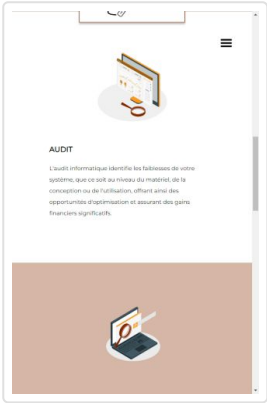 AUDIT
L'audit informatique identifie les faiblesses de votre
système, que ce soit au niveau du matériel, de la
conception ou de l'utilisation, offrant ainsi des
opportunités d'optimisation et assurant des gains
financiers significatifs.